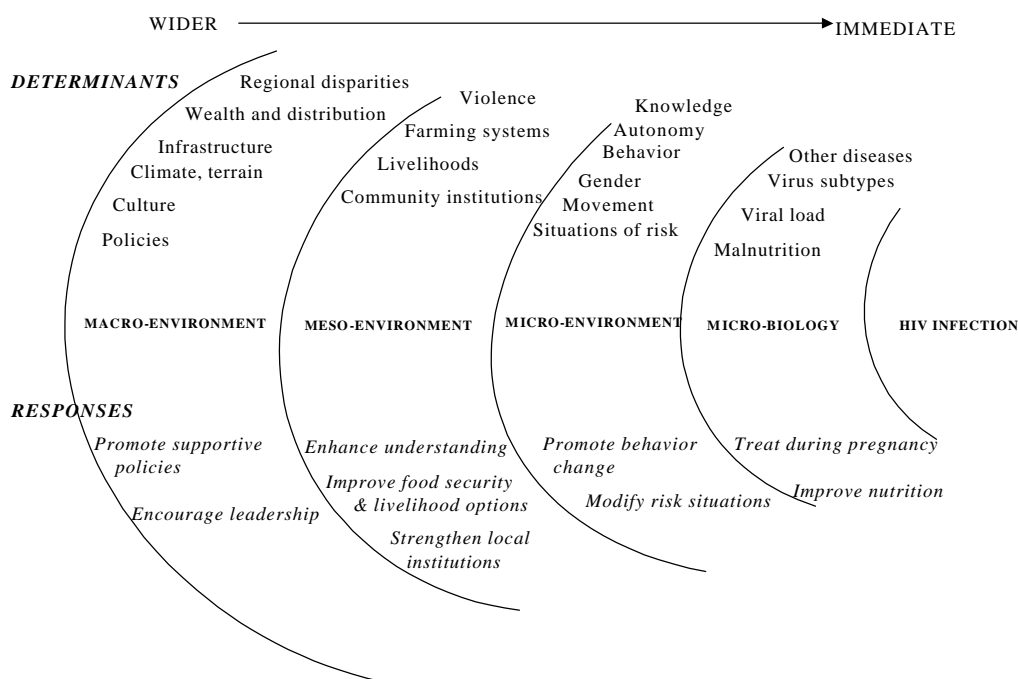 WIDER
IMMEDIATE
DETERMINANTS
Regional disparities
Wealth and distribution
Infrastructure
Climate, terrain
Culture
Policies
Violence
Farming systems
Livelihoods
Community institutions
Knowledge
Autonomy
Behavior
Gender
Movement
Situations of risk
Other diseases
Virus subtypes
Viral load
Malnutrition
MACRO-ENVIRONMENT
MESO-ENVIRONMENT
MICRO-ENVIRONMENT
MICRO-BIOLOGY
HIV INFECTION
RESPONSES
Promote supportive
policies
Encourage leadership
Enhance understanding
Improve food security
& livelihood options
Strengthen local
institutions
Promote behavior
change
Modify risk situations
Treat during pregnancy
Improve nutrition